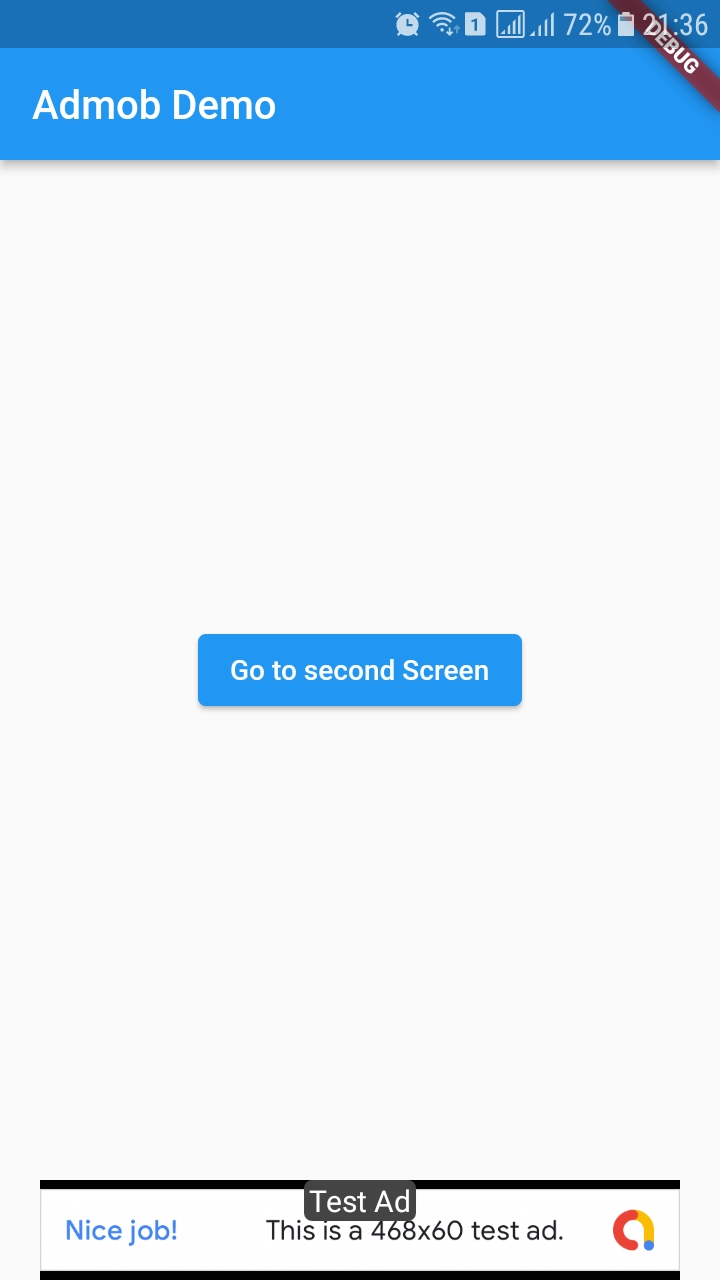 1 72% 21:36
DEBUG
Admob Demo
Go to second Screen
Test Ad
Nice job! This is a 468x60 test ad.